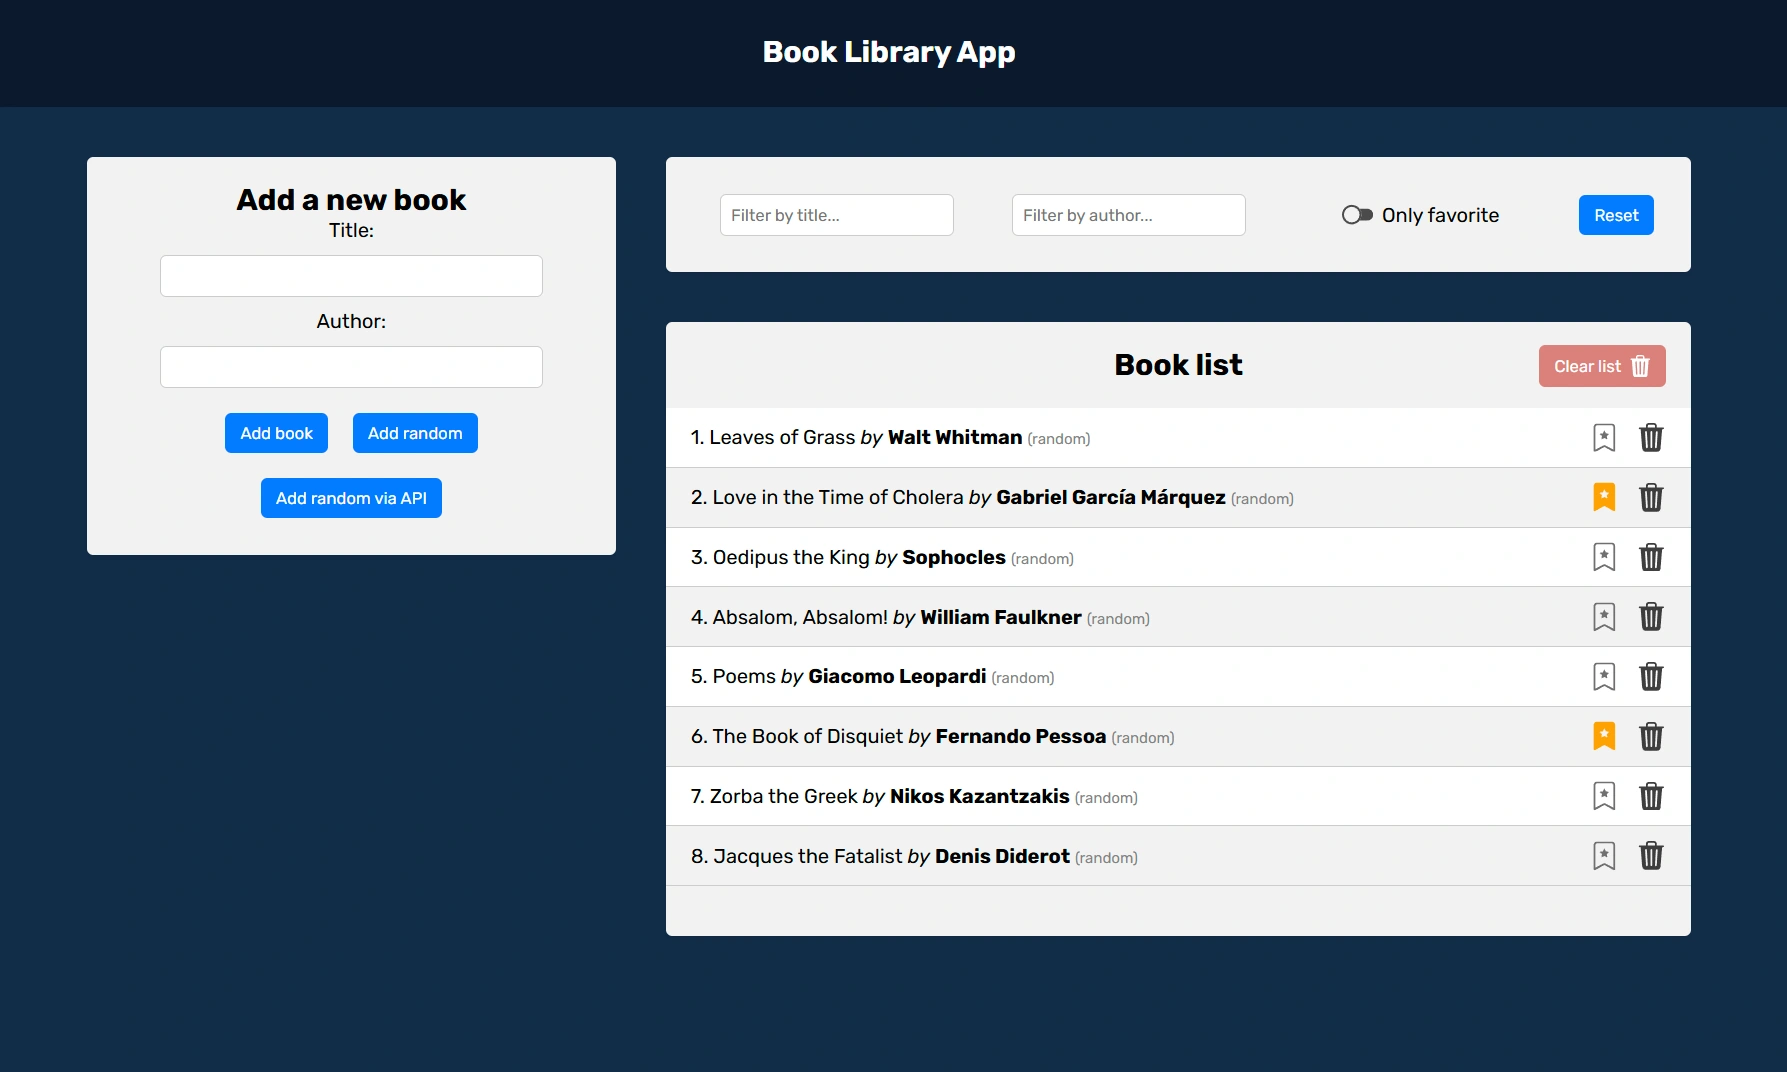 Book Library App
Add a new book
Title:
Author:
Add book
Add random
Add random via API
Filter by title...
Filter by author...
Only favorite
Reset
Book list
Clear list
1. Leaves of Grass by Walt Whitman (random)
2. Love in the Time of Cholera by Gabriel García Márquez (random)
3. Oedipus the King by Sophocles (random)
4. Absalom, Absalom! by William Faulkner (random)
5. Poems by Giacomo Leopardi (random)
6. The Book of Disquiet by Fernando Pessoa (random)
7. Zorba the Greek by Nikos Kazantzakis (random)
8. Jacques the Fatalist by Denis Diderot (random)